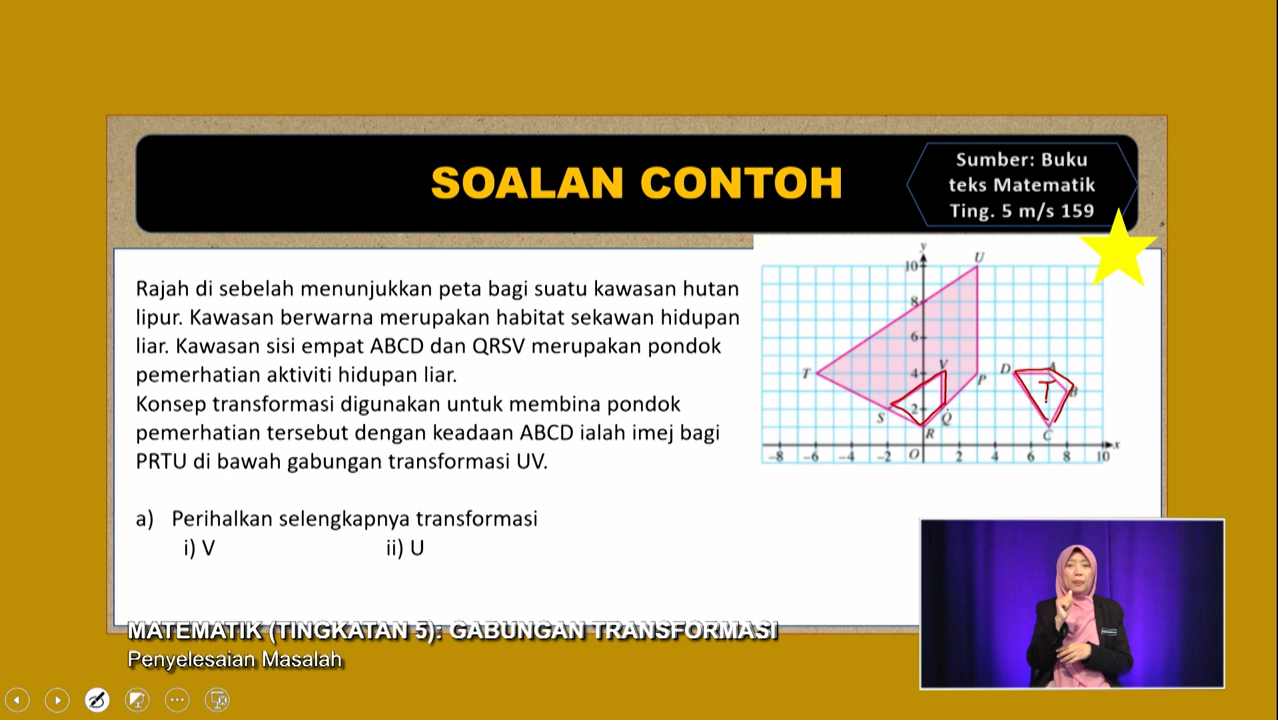 SOALAN CONTOH
Sumber: Buku
teks Matematik
Ting. 5 m/s 159
Rajah di sebelah menunjukkan peta bagi suatu kawasan hutan
lipur. Kawasan berwarna merupakan habitat sekawan hidupan
liar. Kawasan sisi empat ABCD dan QRSV merupakan pondok
pemerhatian aktiviti hidupan liar.
Konsep transformasi digunakan untuk membina pondok
pemerhatian tersebut dengan keadaan ABCD ialah imej bagi
PRTU di bawah gabungan transformasi UV.
a) Perihalkan selengkapnya transformasi
i) V ii) U
y
U
10
8
6
T 4 V P D A
T B
S 2 Q
R C
-8 -6 -4 -2 O 2 4 6 8 10 x
MATEMATIK (TINGKATAN 5): GABUNGAN TRANSFORMASI
Penyelesaian Masalah